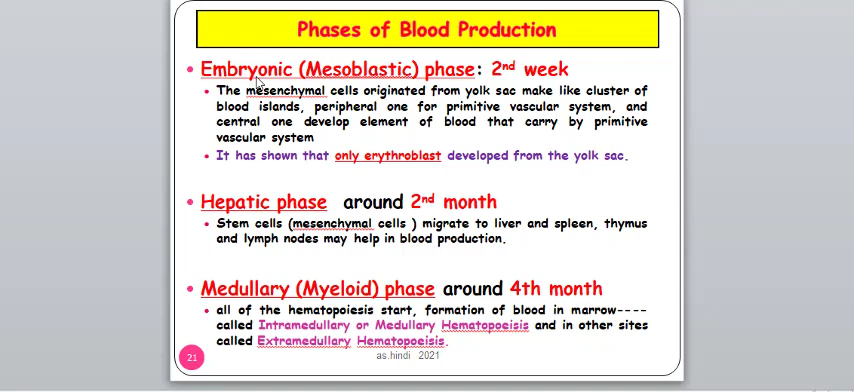 Phases of Blood Production
• Embryonic (Mesoblastic) phase: 2nd week
• The mesenchymal cells originated from yolk sac make like cluster of
blood islands, peripheral one for primitive vascular system, and
central one develop element of blood that carry by primitive
vascular system
• It has shown that only erythroblast developed from the yolk sac.
• Hepatic phase around 2nd month
• Stem cells (mesenchymal cells ) migrate to liver and spleen, thymus
and lymph nodes may help in blood production.
• Medullary (Myeloid) phase around 4th month
• all of the hematopoiesis start, formation of blood in marrow----
called Intramedullary or Medullary Hematopoeisis and in other sites
called Extramedullary Hematopoeisis.
21
as.hindi 2021